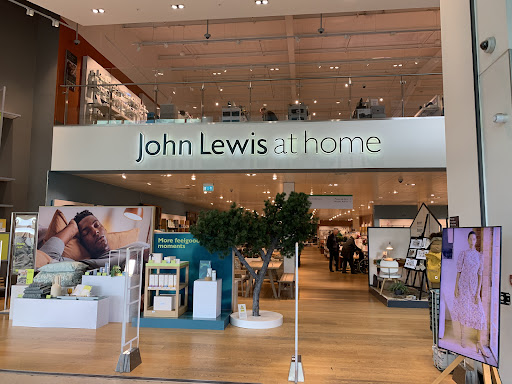 John Lewis at home
More feelgood
moments